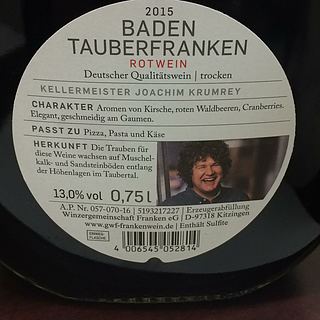 2015
BADEN
TAUBERFRANKEN
ROTWEIN
Deutscher Qualitätswein | trocken
KELLERMEISTER JOACHIM KRUMREY
CHARAKTER Aromen von Kirsche, roten Waldbeeren, Cranberries.
Elegant, geschmeidig am Gaumen.
PASST ZU Pizza, Pasta und Käse
HERKUNFT Die Trauben für
diese Weine wachsen auf Muschel-
kalk- und Sandsteinböden entlang
der Höhenlagen im Taubertal.
13,0% vol 0,75 l
A.P. Nr. 057-070-16 | 5193217227 | Erzeugerabfüllung
Winzergemeinschaft Franken eG | D-97318 Kitzingen
www.gwf-frankenwein.de | Enthält Sulfite
4 006545 052814